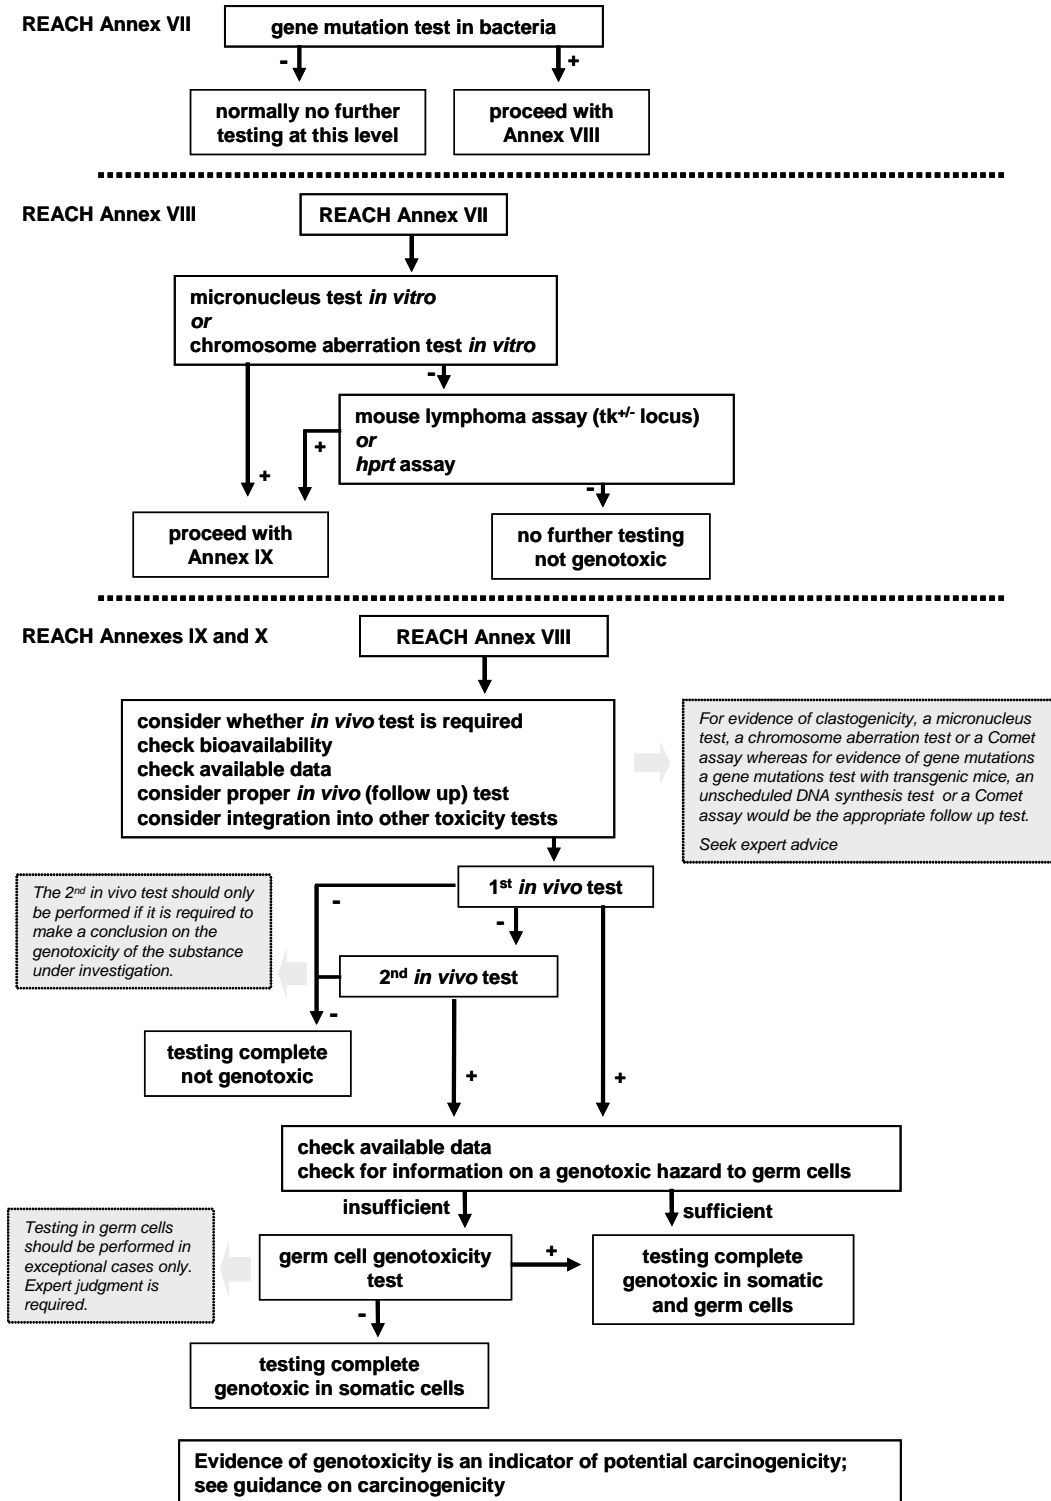 REACH Annex VII
gene mutation test in bacteria
-
+
normally no further
testing at this level
proceed with
Annex VIII
REACH Annex VIII
REACH Annex VII
micronucleus test in vitro
or
chromosome aberration test in vitro
-
mouse lymphoma assay (tk+/- locus)
or
hprt assay
+
+
-
proceed with
Annex IX
no further testing
not genotoxic
REACH Annexes IX and X
REACH Annex VIII
consider whether in vivo test is required
check bioavailability
check available data
consider proper in vivo (follow up) test
consider integration into other toxicity tests
For evidence of clastogenicity, a micronucleus
test, a chromosome aberration test or a Comet
assay whereas for evidence of gene mutations
a gene mutations test with transgenic mice, an
unscheduled DNA synthesis test or a Comet
assay would be the appropriate follow up test.
Seek expert advice
1st in vivo test
-
-
The 2nd in vivo test should only
be performed if it is required to
make a conclusion on the
genotoxicity of the substance
under investigation.
2nd in vivo test
-
testing complete
not genotoxic
+
+
check available data
check for information on a genotoxic hazard to germ cells
insufficient
sufficient
Testing in germ cells
should be performed in
exceptional cases only.
Expert judgment is
required.
germ cell genotoxicity
test
+
testing complete
genotoxic in somatic
and germ cells
-
testing complete
genotoxic in somatic cells
Evidence of genotoxicity is an indicator of potential carcinogenicity;
see guidance on carcinogenicity